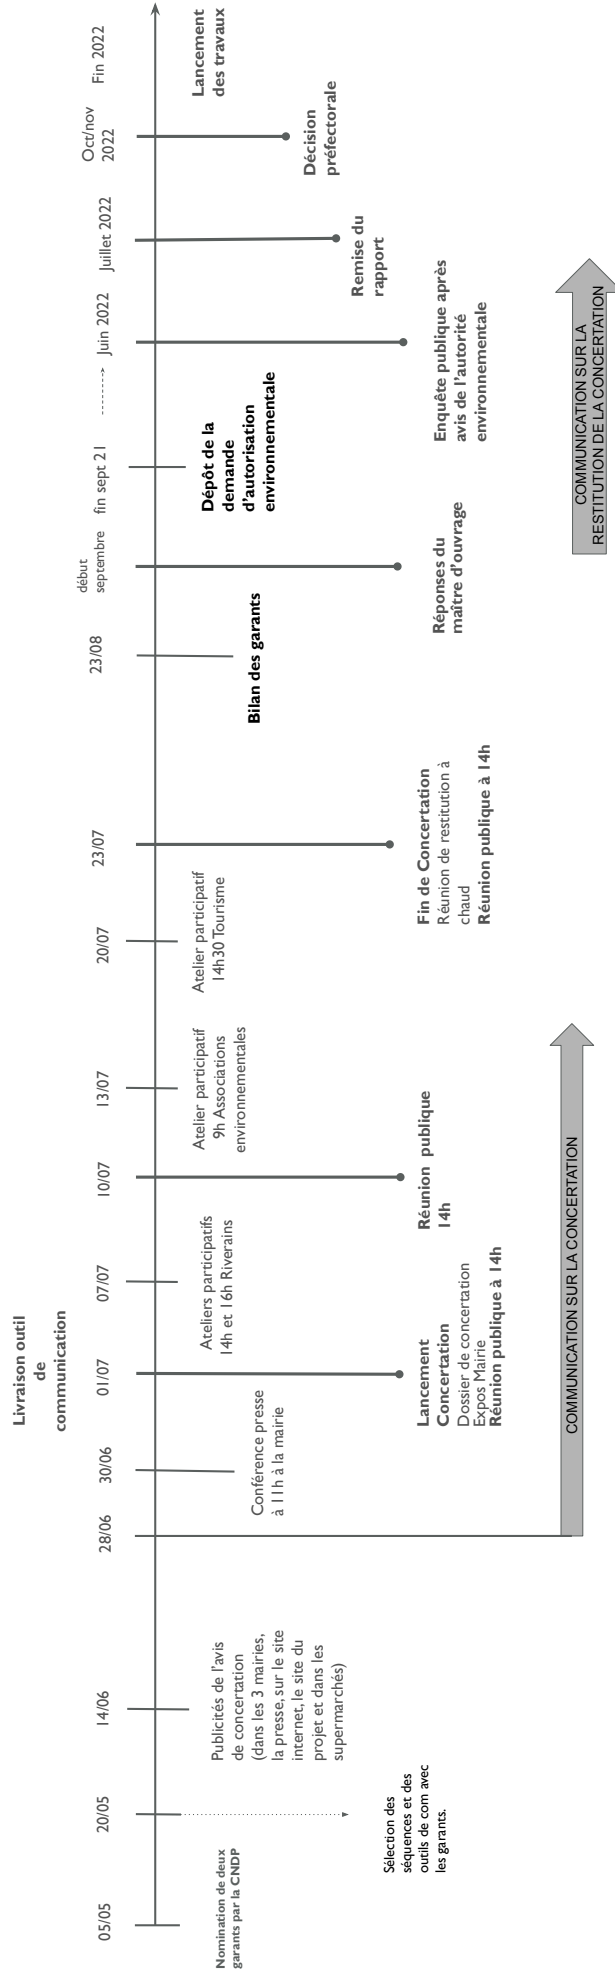 05/05
Nomination de deux
garants par la CNDP
20/05
Sélection des
séquences et des
outils de com avec
les garants.
14/06
Publicités de l'avis
de concertation
(dans les 3 mairies,
la presse, sur le site
internet, le site du
projet et dans les
supermarchés)
28/06
30/06
Conférence presse
à 11h à la mairie
Livraison outil
de
communication
01/07
Lancement
Concertation
Dossier de concertation
Expos Mairie
Réunion publique à 14h
07/07
Ateliers participatifs
14h et 16h Riverains
10/07
Réunion publique
14h
13/07
Atelier participatif
9h Associations
environnementales
20/07
Atelier participatif
14h30 Tourisme
23/07
Fin de Concertation
Réunion de restitution à
chaud
Réunion publique à 14h
23/08
Bilan des garants
début
septembre
Réponses du
maître d'ouvrage
fin sept 21
Dépôt de la
demande
d'autorisation
environnementale
Juin 2022
Enquête publique après
avis de l'autorité
environnementale
Juillet 2022
Remise du
rapport
Oct/nov
2022
Décision
préfectorale
Fin 2022
Lancement
des travaux
COMMUNICATION SUR LA CONCERTATION
COMMUNICATION SUR LA
RESTITUTION DE LA CONCERTATION